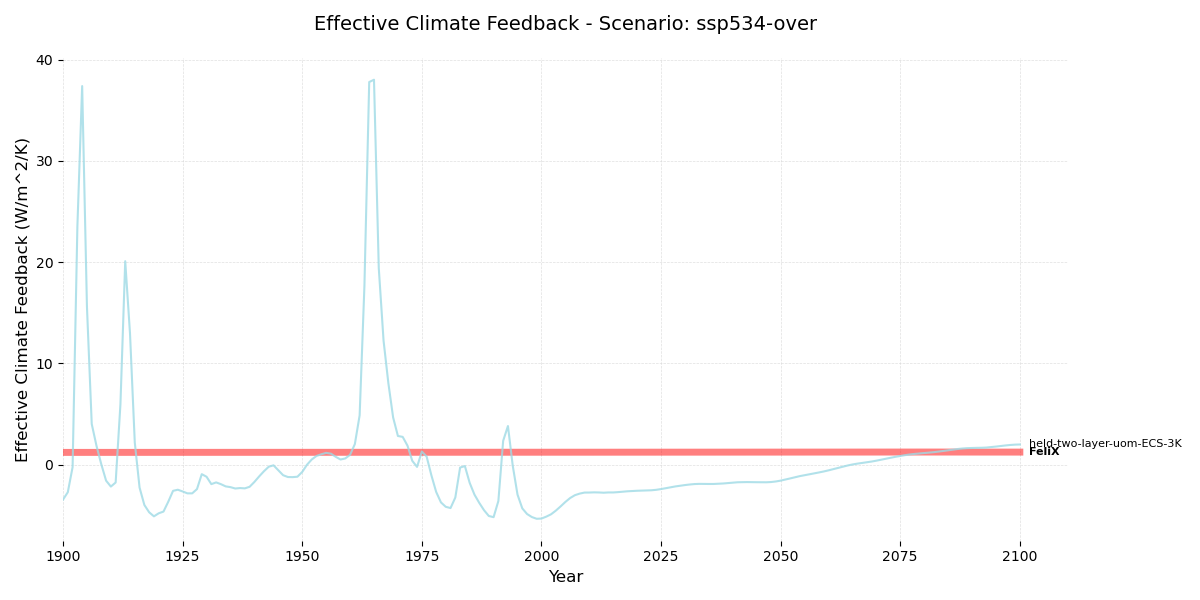 Effective Climate Feedback - Scenario: ssp534-over
Effective Climate Feedback (W/m^2/K)
40
30
20
10
0
held-two-layer-uom-ECS-3K
FeliX
1900
1925
1950
1975
2000
2025
2050
2075
2100
Year